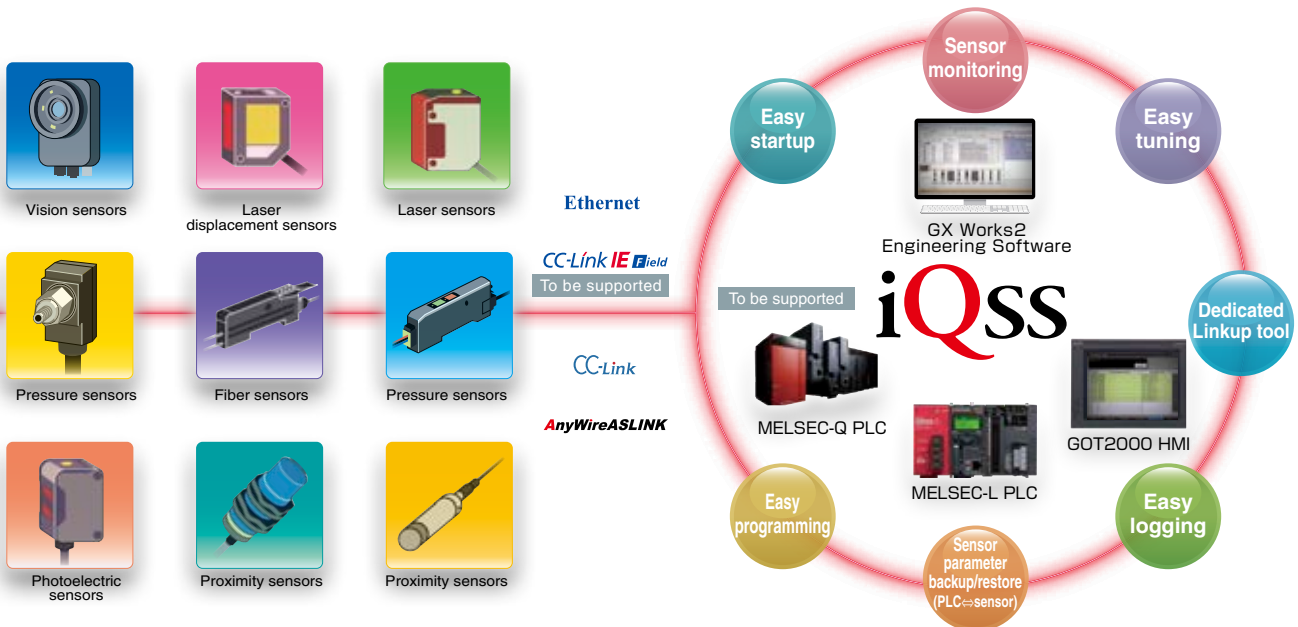 Vision sensors
Laser
displacement sensors
Laser sensors
Pressure sensors
Fiber sensors
Pressure sensors
Photoelectric
sensors
Proximity sensors
Proximity sensors
Ethernet
CC-Link IE Field
To be supported
CC-Link
AnyWireASLINK
Sensor
monitoring
Easy
startup
Easy
tuning
GX Works2
Engineering Software
To be supported
iQss
Dedicated
Linkup tool
MELSEC-Q PLC
MELSEC-L PLC
GOT2000 HMI
Easy
programming
Sensor
parameter
backup/restore
(PLC⇔sensor)
Easy
logging